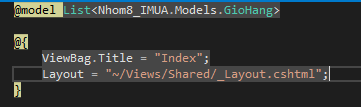 @model List<Nhom8_IMUA.Models.GioHang>
@{
ViewBag.Title = "Index";
Layout = "~/Views/Shared/_Layout.cshtml";
}